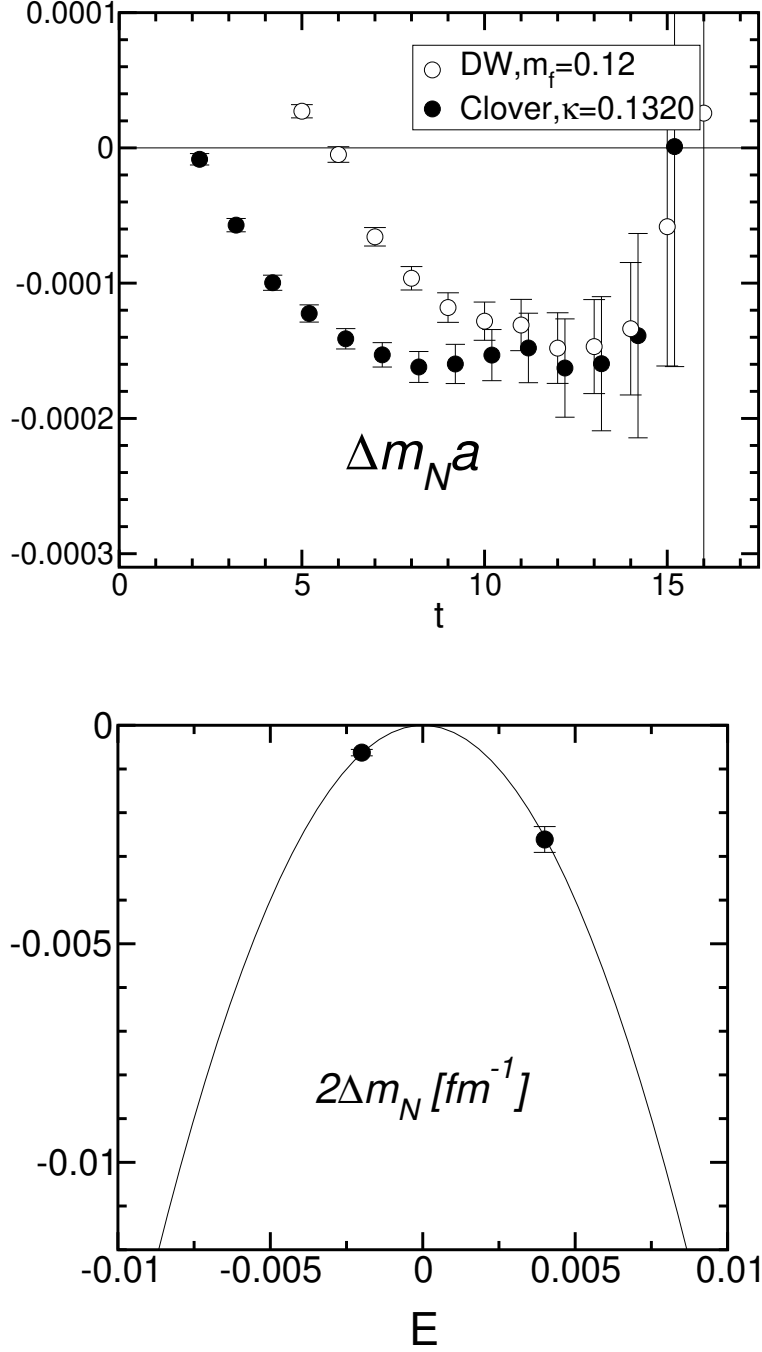 0.0001
DW,m_f=0.12
Clover,κ=0.1320
0
-0.0001
-0.0002
Δm_N a
-0.0003
0 5 10 15
t
0
-0.005
2Δm_N [fm^-1]
-0.01
-0.01 -0.005 0 0.005 0.01
E